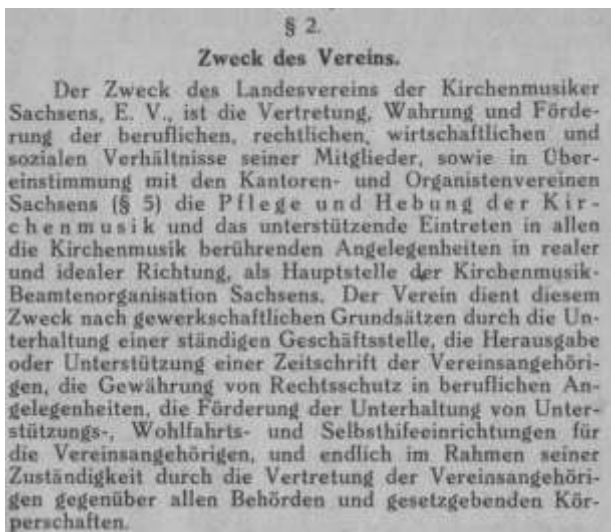 § 2.
Zweck des Vereins.
Der Zweck des Landesvereins der Kirchenmusiker
Sachsens, E. V., ist die Vertretung, Wahrung und Förde-
rung der beruflichen, rechtlichen, wirtschaftlichen und
sozialen Verhältnisse seiner Mitglieder, sowie in Über-
einstimmung mit den Kantoren- und Organistenvereinen
Sachsens (§ 5) die Pflege und Hebung der Kir-
chenmusik und das unterstützende Eintreten in allen
die Kirchenmusik berührenden Angelegenheiten in realer
und idealer Richtung, als Hauptstelle der Kirchenmusik-
Beamtenorganisation Sachsens. Der Verein dient diesem
Zweck nach gewerkschaftlichen Grundsätzen durch die Un-
terhaltung einer ständigen Geschäftsstelle, die Herausgabe
oder Unterstützung einer Zeitschrift der Vereinsangehöri-
gen, die Gewährung von Rechtsschutz in beruflichen An-
gelegenheiten, die Förderung der Unterhaltung von Unter-
stützungs-, Wohlfahrts- und Selbsthifeeinrichtungen für
die Vereinsangehörigen, und endlich im Rahmen seiner
Zuständigkeit durch die Vertretung der Vereinsangehöri-
gen gegenüber allen Behörden und gesetzgebenden Kör-
perschaften.